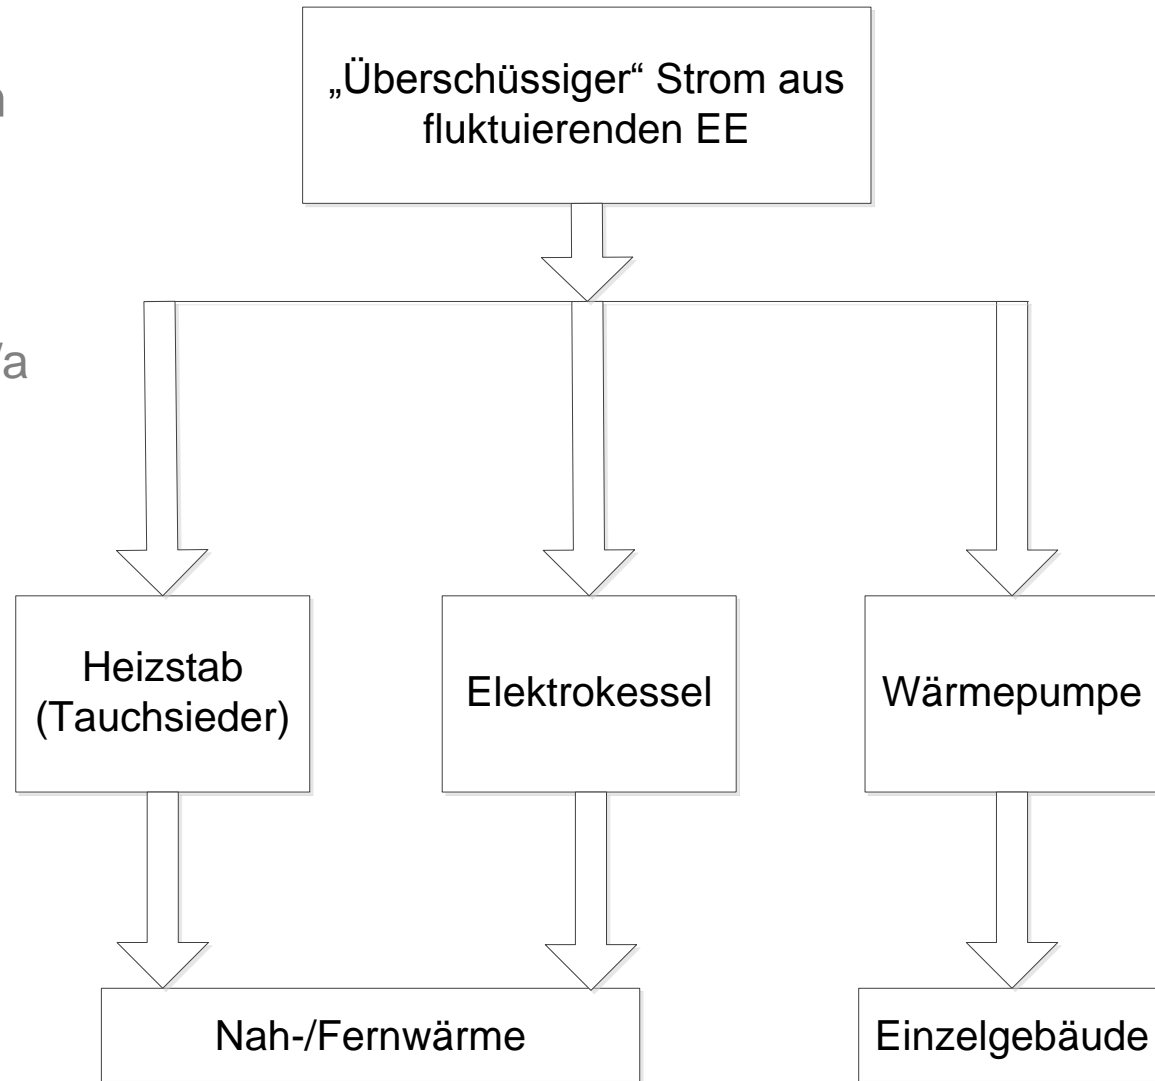 „Überschüssiger“ Strom aus
fluktuierenden EE
/a
Heizstab
(Tauchsieder)
Elektrokessel
Wärmepumpe
Nah-/Fernwärme
Einzelgebäude